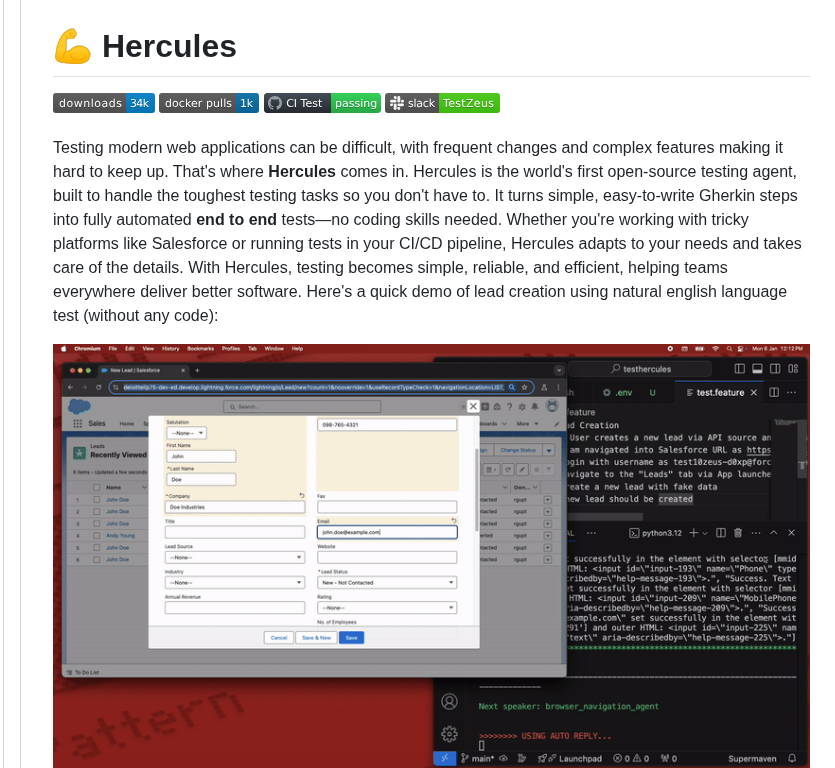 Hercules
downloads 34k docker pulls 1k CI Test passing slack TestZeus
Testing modern web applications can be difficult, with frequent changes and complex features making it
hard to keep up. That's where Hercules comes in. Hercules is the world's first open-source testing agent,
built to handle the toughest testing tasks so you don't have to. It turns simple, easy-to-write Gherkin steps
into fully automated end to end tests—no coding skills needed. Whether you're working with tricky
platforms like Salesforce or running tests in your CI/CD pipeline, Hercules adapts to your needs and takes
care of the details. With Hercules, testing becomes simple, reliable, and efficient, helping teams
everywhere deliver better software. Here's a quick demo of lead creation using natural english language
test (without any code):
Chromium File Edit View History Bookmarks Profiles Tab Window Help Mon 6 Jan 12:12 PM
New Lead | Salesforce
Search...
Sales Home
More
Leads
Recently Viewed
Change Status
Name
John Doe
John Doe
John Doe
Andy Young
John Doe
John Doe
John Doe
Salutation
--None--
First Name
John
*Last Name
Doe
*Company
Doe Industries
Title
Lead Source
--None--
Industry
--None--
Annual Revenue
098-765-4321
Fax
Email
john.doe@example.com
Website
*Lead Status
New - Not Contacted
Rating
--None--
No. of Employees
Cancel Save & New Save
To Do List
testhercules
.env U test.feature
feature
ad Creation
User creates a new lead via API source an
am navigated into Salesforce URL as https
ogin with username as test10zeus-d0xp@forc
avigate to the "Leads" tab via App launche
reate a new lead with fake data
new lead should be created
python3.12
successfully in the element with selector [mmid
HTML: <input id=\"input-193\" name=\"Phone\" type
cribedby=\"help-message-193\">.", "Success. Text
et successfully in the element with selector [mmi
HTML: <input id=\"input-209\" name=\"MobilePhone
ria-describedby=\"help-message-209\">.", "Success
example.com\" set successfully in the element wit
291'] and outer HTML: <input id=\"input-225\" nam
"text\" aria-describedby=\"help-message-225\">."]
Next speaker: browser_navigation_agent
>>>>>>>> USING AUTO REPLY...
main* Launchpad 0 0 0 Supermaven
attern